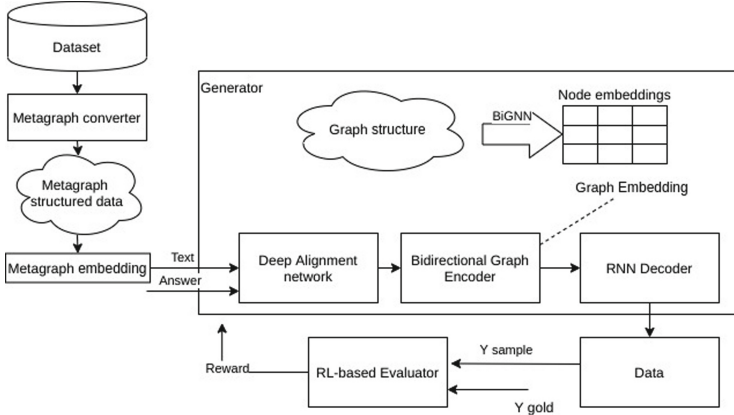 Dataset
Metagraph converter
Metagraph
structured data
Metagraph embedding
Text
Answer
Generator
Graph structure
BiGNN
Node embeddings
Graph Embedding
Deep Alignment
network
Bidirectional Graph
Encoder
RNN Decoder
Reward
RL-based Evaluator
Y sample
Y gold
Data